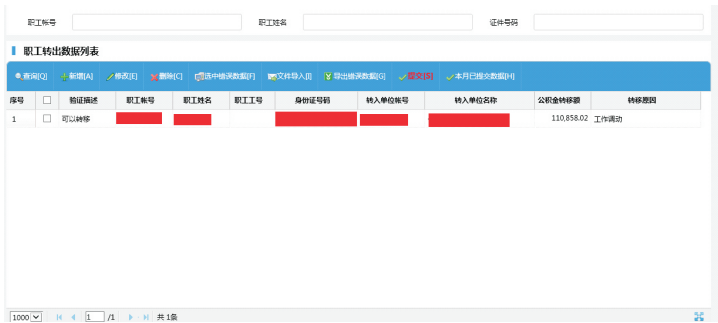 职工帐号 职工姓名 证件号码
职工转出数据列表
查询[Q] 新增[A] 修改[E] 删除[C] 选中错误数据[F] 文件导入[I] 导出错误数据[G] 提交[S] 本月已提交数据[H]
序号 验证描述 职工帐号 职工姓名 职工工号 身份证号码 转入单位帐号 转入单位名称 公积金转移额 转移原因
1 可以转移 110,858.02 工作调动
1000 1 /1 共 1条